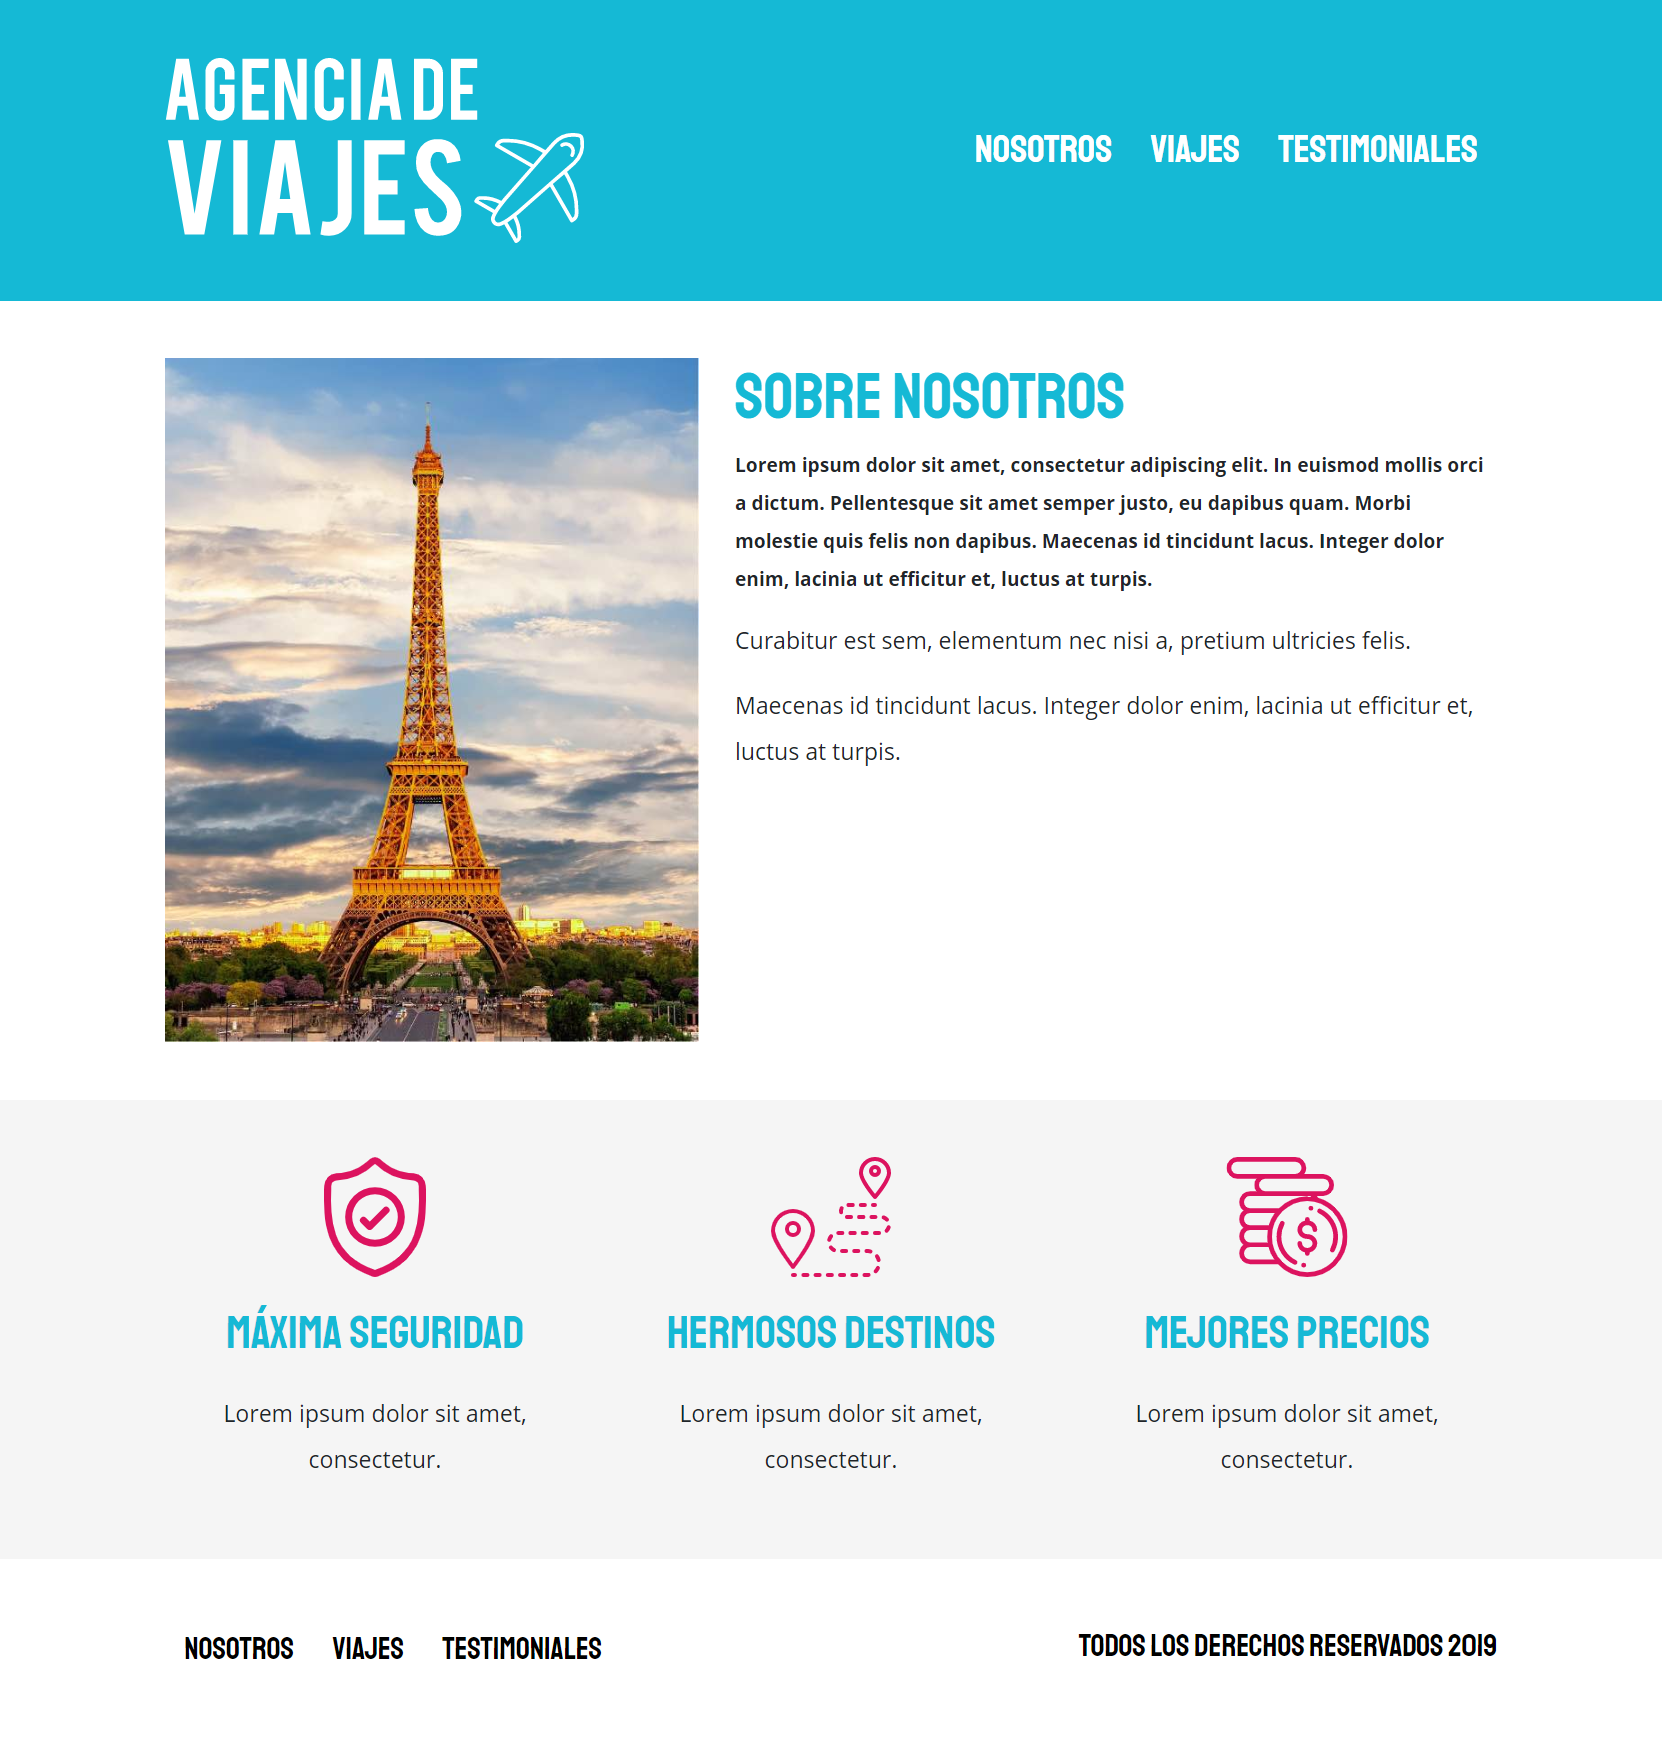 AGENCIA DE
VIAJES
NOSOTROS VIAJES TESTIMONIALES
SOBRE NOSOTROS
Lorem ipsum dolor sit amet, consectetur adipiscing elit. In euismod mollis orci
a dictum. Pellentesque sit amet semper justo, eu dapibus quam. Morbi
molestie quis felis non dapibus. Maecenas id tincidunt lacus. Integer dolor
enim, lacinia ut efficitur et, luctus at turpis.
Curabitur est sem, elementum nec nisi a, pretium ultricies felis.
Maecenas id tincidunt lacus. Integer dolor enim, lacinia ut efficitur et,
luctus at turpis.
MÁXIMA SEGURIDAD
Lorem ipsum dolor sit amet,
consectetur.
HERMOSOS DESTINOS
Lorem ipsum dolor sit amet,
consectetur.
$
MEJORES PRECIOS
Lorem ipsum dolor sit amet,
consectetur.
NOSOTROS VIAJES TESTIMONIALES
TODOS LOS DERECHOS RESERVADOS 2019